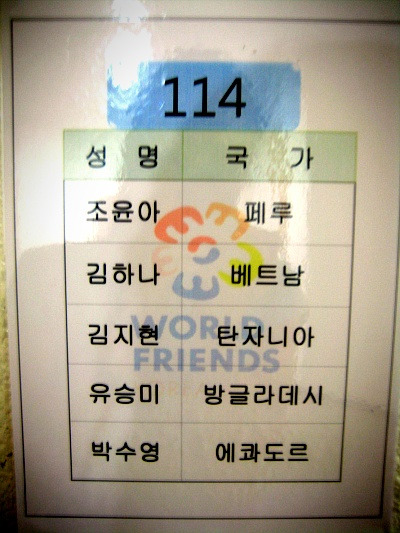 114
성 명 국 가
조윤아 페루
김하나 베트남
김지현 탄자니아
WORLD
FRIENDS
유승미 방글라데시
박수영 에콰도르